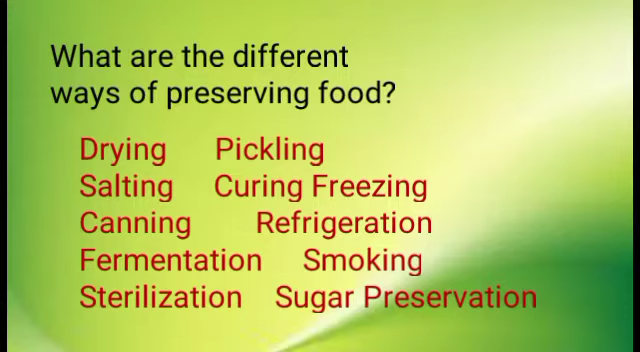 What are the different
ways of preserving food?
Drying Pickling
Salting Curing Freezing
Canning Refrigeration
Fermentation Smoking
Sterilization Sugar Preservation